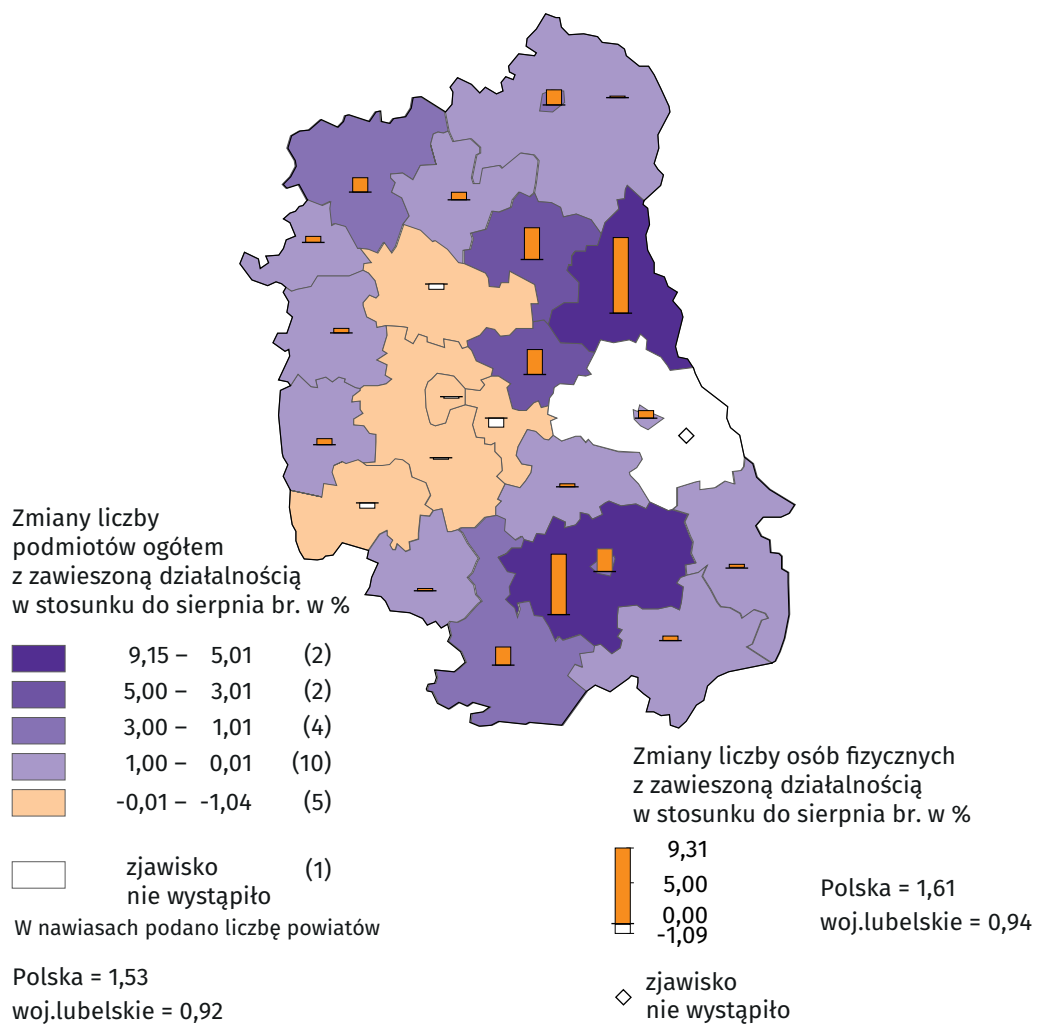 Zmiany liczby
podmiotów ogółem
z zawieszoną działalnością
w stosunku do sierpnia br. w %
9,15 – 5,01 (2)
5,00 – 3,01 (2)
3,00 – 1,01 (4)
1,00 – 0,01 (10)
-0,01 – -1,04 (5)
zjawisko (1)
nie wystąpiło
W nawiasach podano liczbę powiatów
Polska = 1,53
woj.lubelskie = 0,92
Zmiany liczby osób fizycznych
z zawieszoną działalnością
w stosunku do sierpnia br. w %
9,31
5,00
0,00
-1,09
Polska = 1,61
woj.lubelskie = 0,94
zjawisko
nie wystąpiło